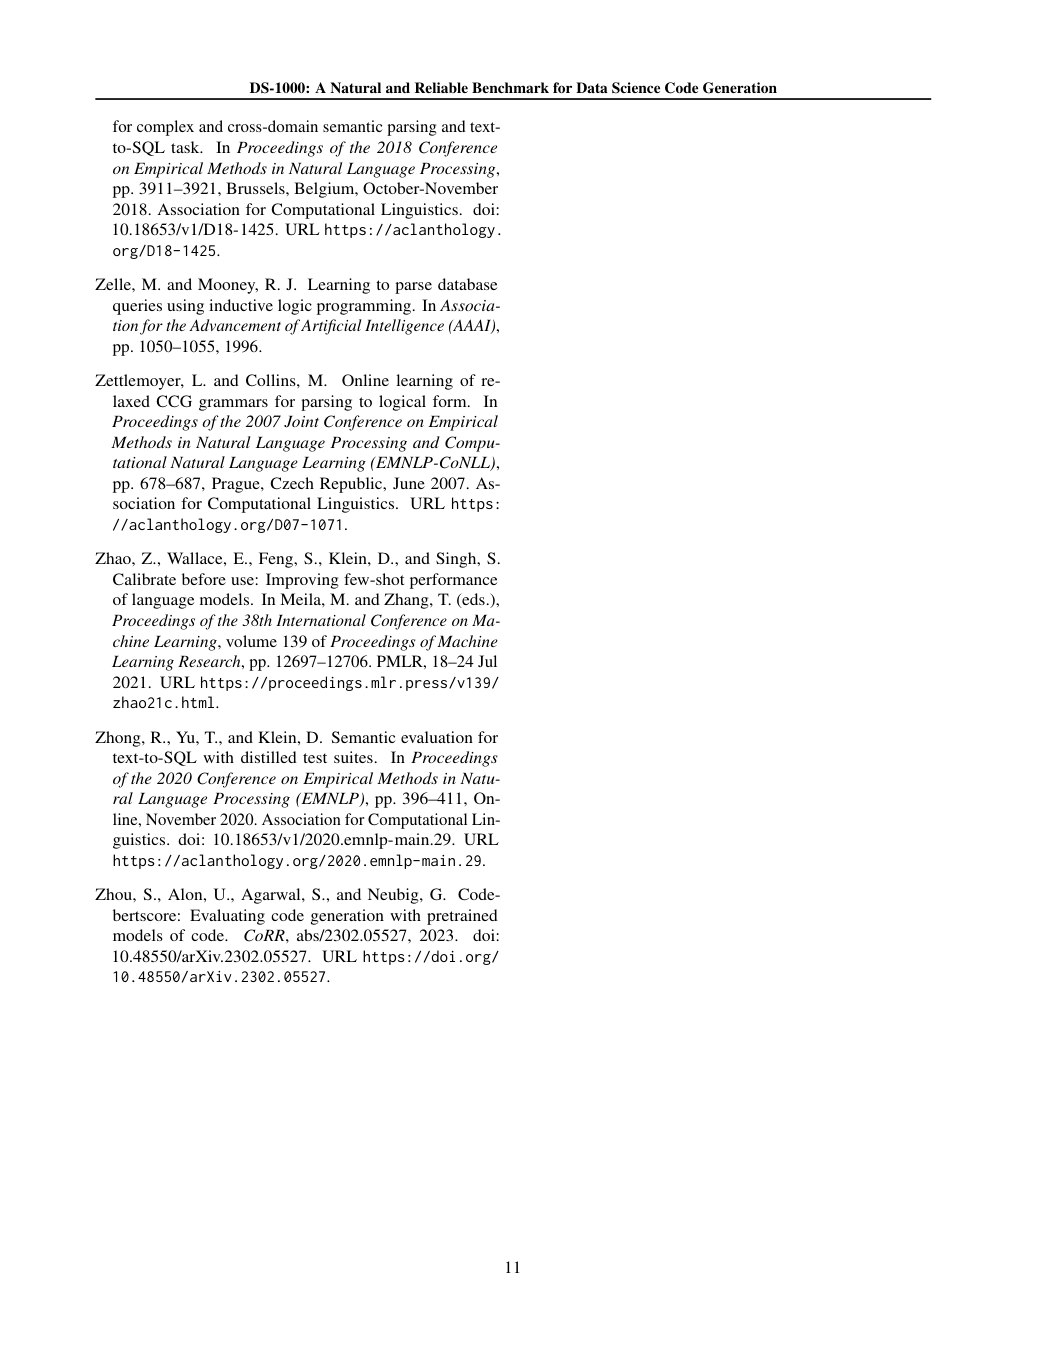 DS-1000: A Natural and Reliable Benchmark for Data Science Code Generation
for complex and cross-domain semantic parsing and text-
to-SQL task. In Proceedings of the 2018 Conference
on Empirical Methods in Natural Language Processing,
pp. 3911–3921, Brussels, Belgium, October-November
2018. Association for Computational Linguistics. doi:
10.18653/v1/D18-1425. URL https://aclanthology.
org/D18-1425.
Zelle, M. and Mooney, R. J. Learning to parse database
queries using inductive logic programming. In Associa-
tion for the Advancement of Artificial Intelligence (AAAI),
pp. 1050–1055, 1996.
Zettlemoyer, L. and Collins, M. Online learning of re-
laxed CCG grammars for parsing to logical form. In
Proceedings of the 2007 Joint Conference on Empirical
Methods in Natural Language Processing and Compu-
tational Natural Language Learning (EMNLP-CoNLL),
pp. 678–687, Prague, Czech Republic, June 2007. As-
sociation for Computational Linguistics. URL https:
//aclanthology.org/D07-1071.
Zhao, Z., Wallace, E., Feng, S., Klein, D., and Singh, S.
Calibrate before use: Improving few-shot performance
of language models. In Meila, M. and Zhang, T. (eds.),
Proceedings of the 38th International Conference on Ma-
chine Learning, volume 139 of Proceedings of Machine
Learning Research, pp. 12697–12706. PMLR, 18–24 Jul
2021. URL https://proceedings.mlr.press/v139/
zhao21c.html.
Zhong, R., Yu, T., and Klein, D. Semantic evaluation for
text-to-SQL with distilled test suites. In Proceedings
of the 2020 Conference on Empirical Methods in Natu-
ral Language Processing (EMNLP), pp. 396–411, On-
line, November 2020. Association for Computational Lin-
guistics. doi: 10.18653/v1/2020.emnlp-main.29. URL
https://aclanthology.org/2020.emnlp-main.29.
Zhou, S., Alon, U., Agarwal, S., and Neubig, G. Code-
bertscore: Evaluating code generation with pretrained
models of code. CoRR, abs/2302.05527, 2023. doi:
10.48550/arXiv.2302.05527. URL https://doi.org/
10.48550/arXiv.2302.05527.
11